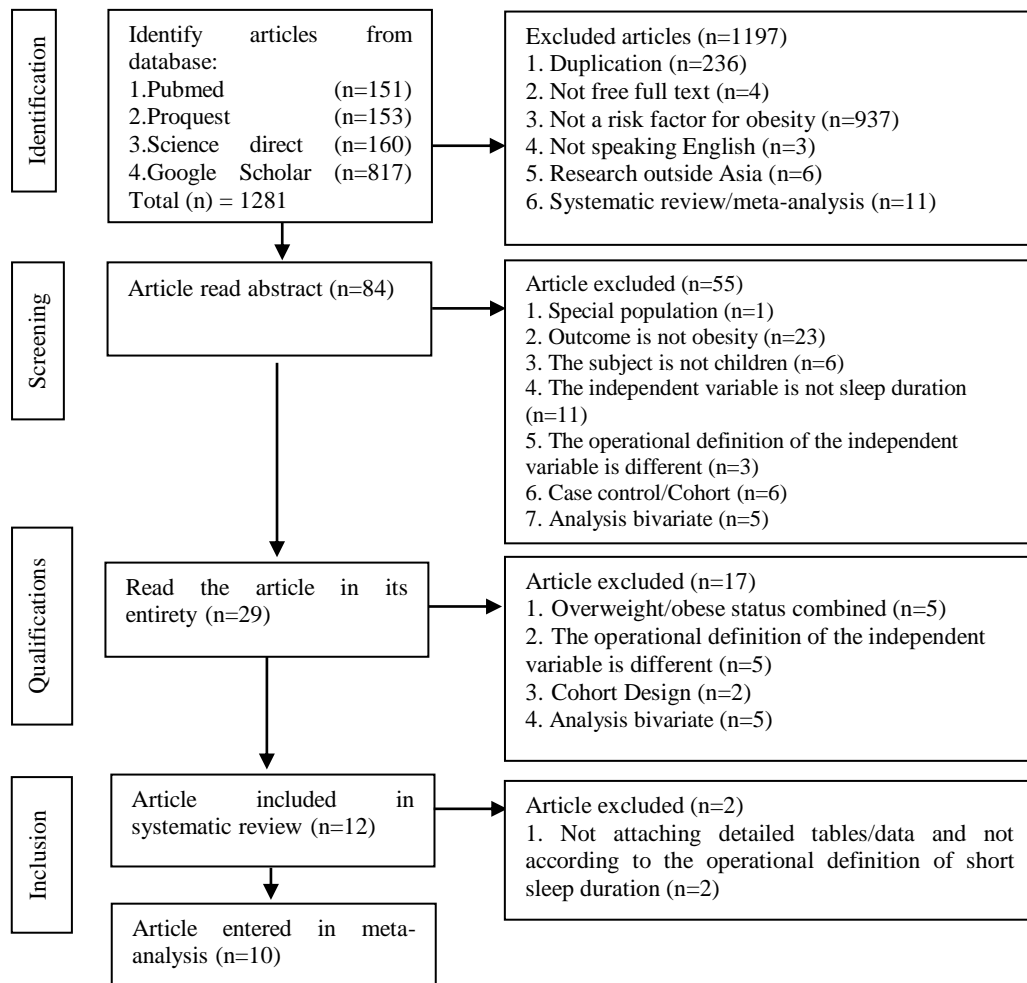 Identification
Identify articles from
database:
1.Pubmed (n=151)
2.Proquest (n=153)
3.Science direct (n=160)
4.Google Scholar (n=817)
Total (n) = 1281
Excluded articles (n=1197)
1. Duplication (n=236)
2. Not free full text (n=4)
3. Not a risk factor for obesity (n=937)
4. Not speaking English (n=3)
5. Research outside Asia (n=6)
6. Systematic review/meta-analysis (n=11)
Screening
Article read abstract (n=84)
Article excluded (n=55)
1. Special population (n=1)
2. Outcome is not obesity (n=23)
3. The subject is not children (n=6)
4. The independent variable is not sleep duration
(n=11)
5. The operational definition of the independent
variable is different (n=3)
6. Case control/Cohort (n=6)
7. Analysis bivariate (n=5)
Qualifications
Read the article in its
entirety (n=29)
Article excluded (n=17)
1. Overweight/obese status combined (n=5)
2. The operational definition of the independent
variable is different (n=5)
3. Cohort Design (n=2)
4. Analysis bivariate (n=5)
Inclusion
Article included in
systematic review (n=12)
Article excluded (n=2)
1. Not attaching detailed tables/data and not
according to the operational definition of short
sleep duration (n=2)
Article entered in meta-
analysis (n=10)